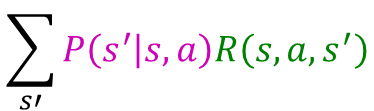 ∑ P(s′|s, a)R(s, a, s′)
s′